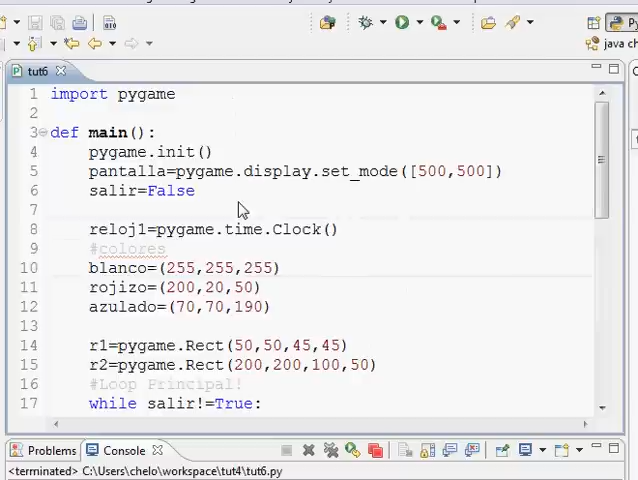 Py
java che
tut6
1 import pygame
2
3 def main():
4 pygame.init()
5 pantalla=pygame.display.set_mode([500,500])
6 salir=False
7
8 reloj1=pygame.time.Clock()
9 #colores
10 blanco=(255,255,255)
11 rojizo=(200,20,50)
12 azulado=(70,70,190)
13
14 r1=pygame.Rect(50,50,45,45)
15 r2=pygame.Rect(200,200,100,50)
16 #Loop Principal!
17 while salir!=True:
Problems Console
<terminated> C:\Users\chelo\workspace\tut4\tut6.py